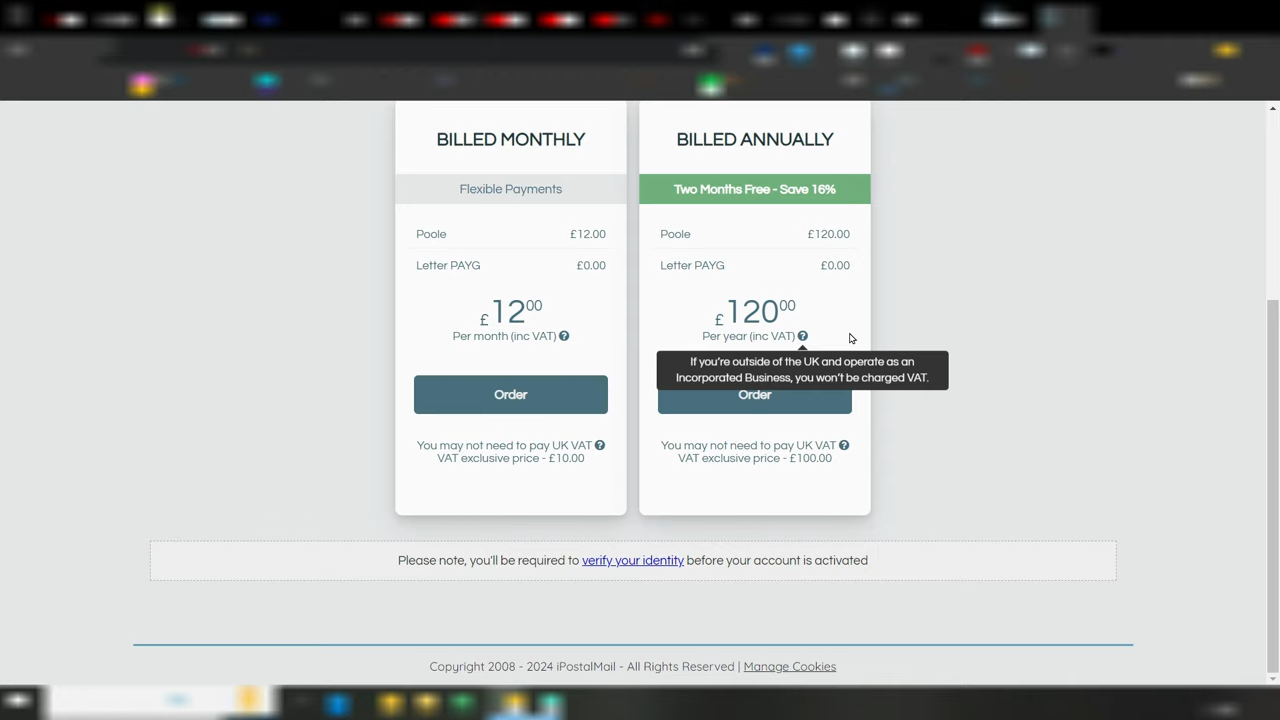 BILLED MONTHLY
Flexible Payments
Poole £12.00
Letter PAYG £0.00
£12.00
Per month (inc VAT) ?
Order
You may not need to pay UK VAT ?
VAT exclusive price - £10.00
BILLED ANNUALLY
Two Months Free - Save 16%
Poole £120.00
Letter PAYG £0.00
£120.00
Per year (inc VAT) ?
If you're outside of the UK and operate as an
Incorporated Business, you won't be charged VAT.
Order
You may not need to pay UK VAT ?
VAT exclusive price - £100.00
Please note, you'll be required to verify your identity before your account is activated
Copyright 2008 - 2024 iPostalMail - All Rights Reserved | Manage Cookies